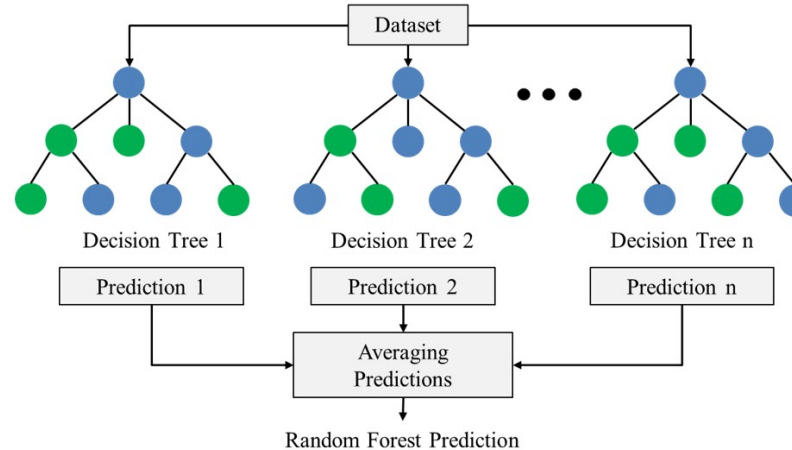 Dataset
Decision Tree 1
Decision Tree 2
Decision Tree n
Prediction 1
Prediction 2
Prediction n
Averaging
Predictions
Random Forest Prediction